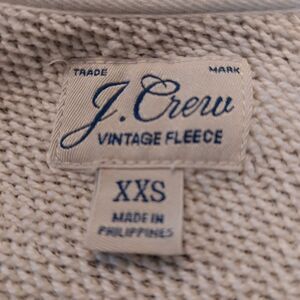 TRADE MARK
J. Crew
VINTAGE FLEECE
XXS
MADE IN
PHILIPPINES